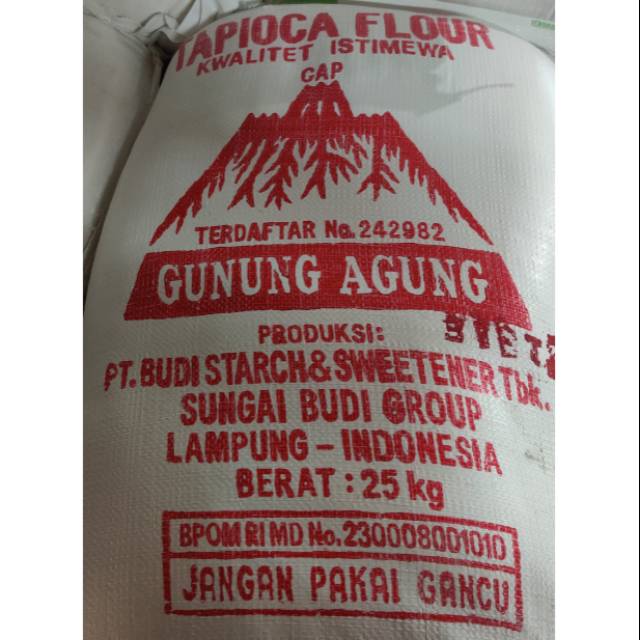 TAPIOCA FLOUR
KWALITET ISTIMEWA
CAP
TERDAFTAR No. 242982
GUNUNG AGUNG
PRODUKSI:
PT. BUDI STARCH & SWEETENER Tbk.
SUNGAI BUDI GROUP
LAMPUNG - INDONESIA
BERAT : 25 kg
BPOM RI MD No. 230008001010
JANGAN PAKAI GANCU